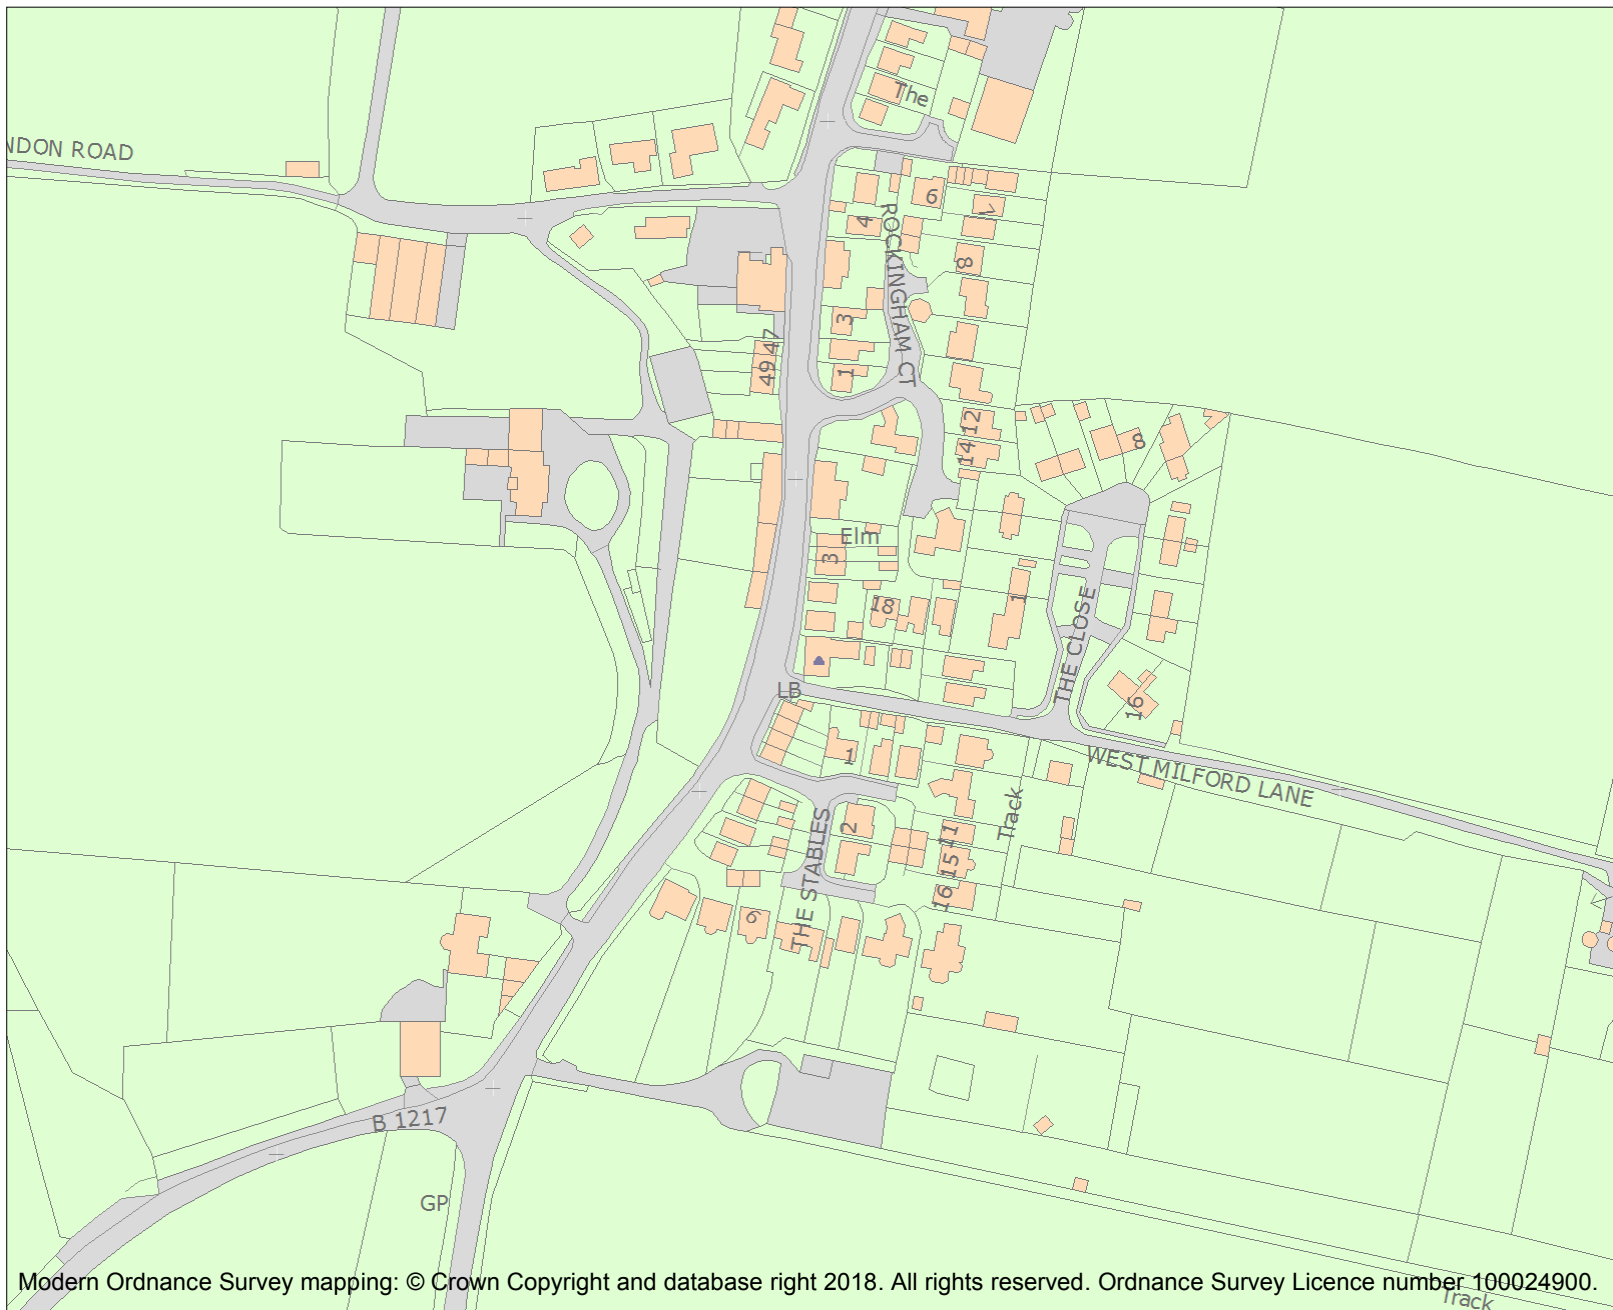 The
NDON ROAD
6
4
7
ROCKINGHAM CT
8
3
47
49
1
12
14
8
Elm
3
1
18
THE CLOSE
LB
16
1
WEST MILFORD LANE
Track
2
THE STABLES
11
15
16
6
B 1217
GP
Modern Ordnance Survey mapping: © Crown Copyright and database right 2018. All rights reserved. Ordnance Survey Licence number 100024900.
Track